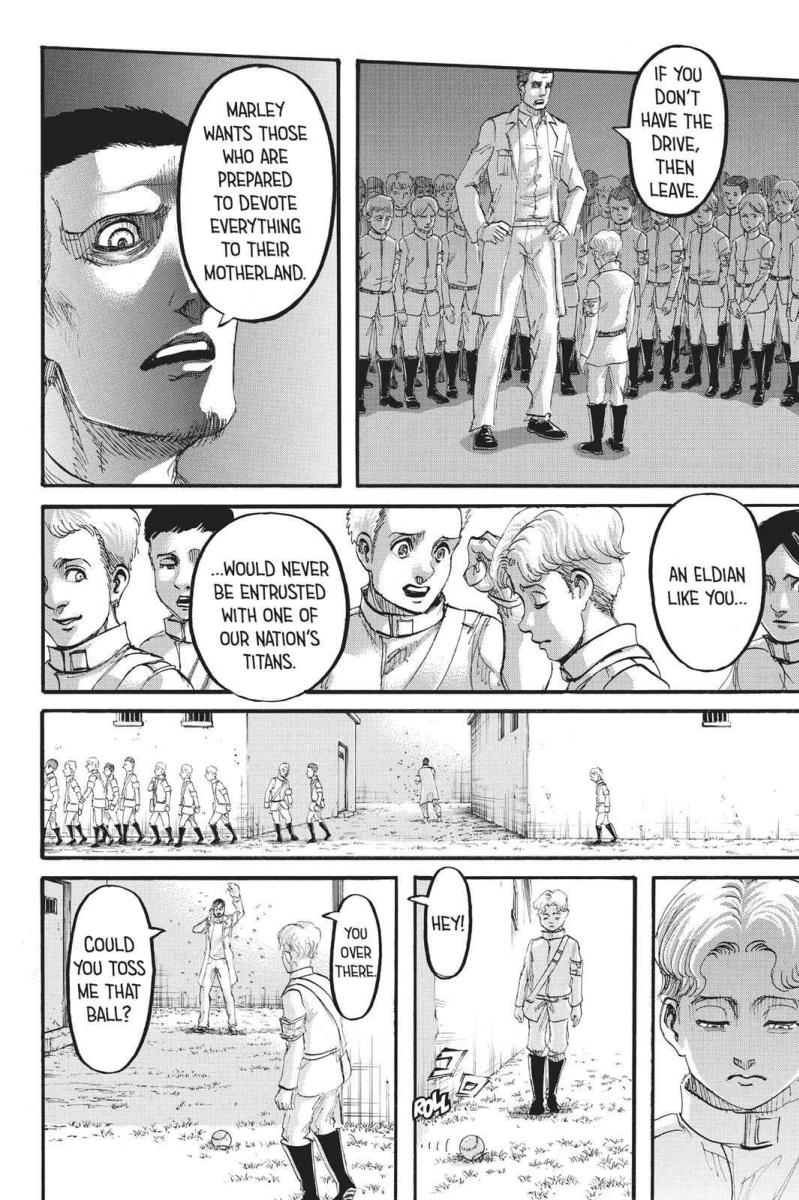 IF YOU
DON'T
HAVE THE
DRIVE,
THEN
LEAVE.
MARLEY
WANTS THOSE
WHO ARE
PREPARED
TO DEVOTE
EVERYTHING
TO THEIR
MOTHERLAND.
AN ELDIAN
LIKE YOU...
...WOULD NEVER
BE ENTRUSTED
WITH ONE OF
OUR NATION'S
TITANS.
HEY!
コロ
ROLL
YOU
OVER
THERE.
COULD
YOU TOSS
ME THAT
BALL?